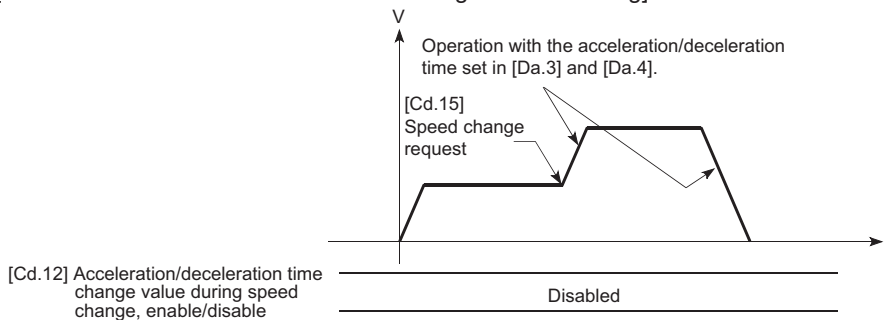 V
Operation with the acceleration/deceleration
time set in [Da.3] and [Da.4].
[Cd.15]
Speed change
request
[Cd.12] Acceleration/deceleration time
change value during speed
change, enable/disable
Disabled